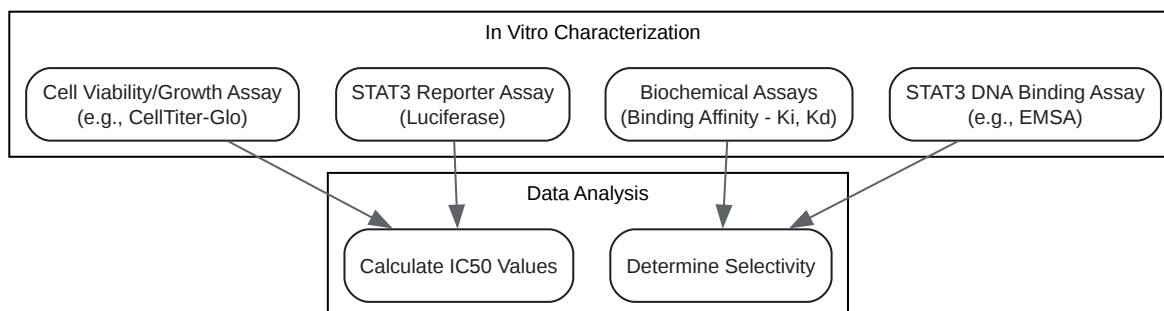 In Vitro Characterization
Cell Viability/Growth Assay
(e.g., CellTiter-Glo)
STAT3 Reporter Assay
(Luciferase)
Biochemical Assays
(Binding Affinity - Ki, Kd)
STAT3 DNA Binding Assay
(e.g., EMSA)
Data Analysis
Calculate IC50 Values
Determine Selectivity